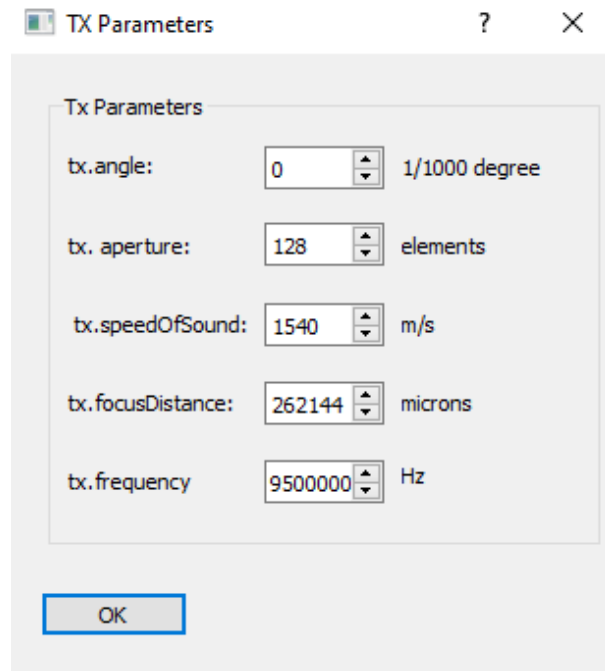 TX Parameters ?
Tx Parameters
tx.angle: 0 1/1000 degree
tx. aperture: 128 elements
tx.speedOfSound: 1540 m/s
tx.focusDistance: 262144 microns
tx.frequency 9500000 Hz
OK